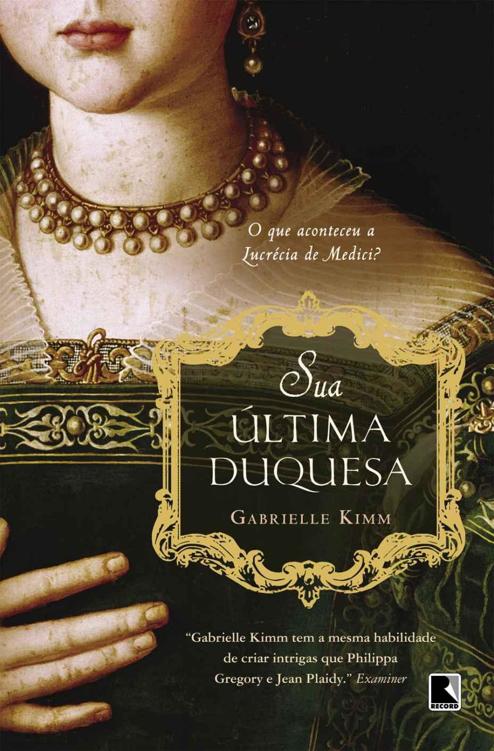 O que aconteceu a
Lucrécia de Medici?
Sua
ÚLTIMA
DUQUESA
GABRIELLE KIMM
“Gabrielle Kimm tem a mesma habilidade
de criar intrigas que Philippa
Gregory e Jean Plaidy.” Examiner
R
RECORD